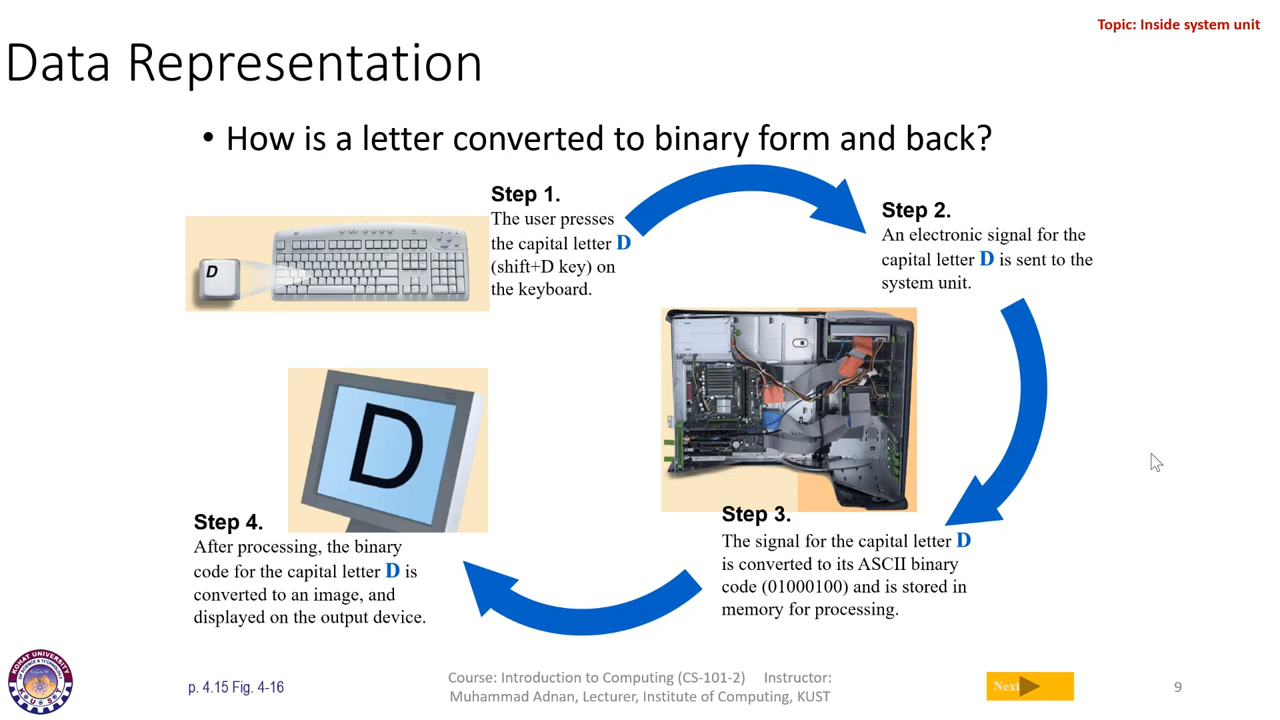 Topic: Inside system unit
Data Representation
• How is a letter converted to binary form and back?
Step 1.
The user presses
the capital letter D
(shift+D key) on
the keyboard.
D
Step 2.
An electronic signal for the
capital letter D is sent to the
system unit.
Step 3.
The signal for the capital letter D
is converted to its ASCII binary
code (01000100) and is stored in
memory for processing.
D
Step 4.
After processing, the binary
code for the capital letter D is
converted to an image, and
displayed on the output device.
KOHAT UNIVERSITY
p. 4.15 Fig. 4-16
Course: Introduction to Computing (CS-101-2) Instructor:
Muhammad Adnan, Lecturer, Institute of Computing, KUST
Next
9